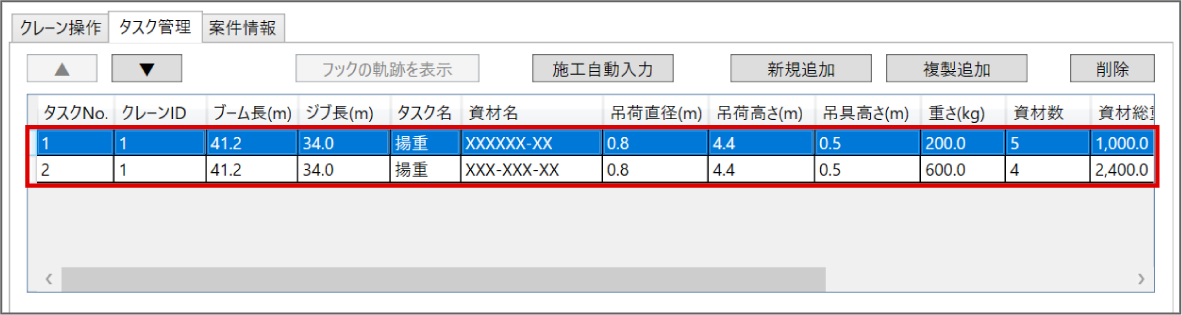 クレーン操作 タスク管理 案件情報
▲ ▼ フックの軌跡を表示 施工自動入力 新規追加 複製追加 削除
タスクNo. クレーンID ブーム長(m) ジブ長(m) タスク名 資材名 吊荷直径(m) 吊荷高さ(m) 吊具高さ(m) 重さ(kg) 資材数 資材総
1 1 41.2 34.0 揚重 XXXXXX-XX 0.8 4.4 0.5 200.0 5 1,000.0
2 1 41.2 34.0 揚重 XXX-XXX-XX 0.8 4.4 0.5 600.0 4 2,400.0